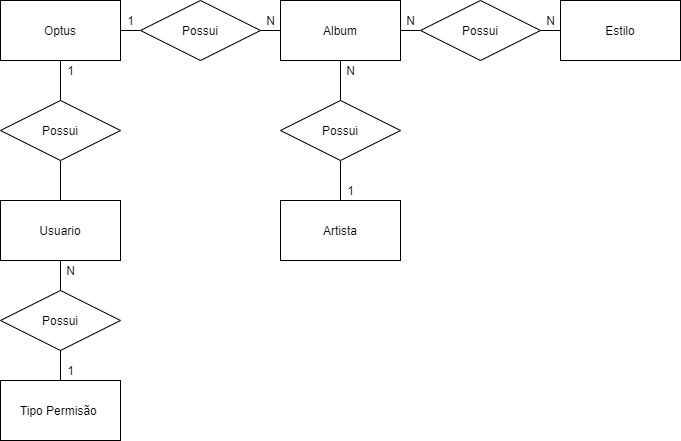 Optus
1
Possui
N
Album
N
Possui
N
Estilo
1
N
Possui
Possui
1
Usuario
Artista
N
Possui
1
Tipo Permisão